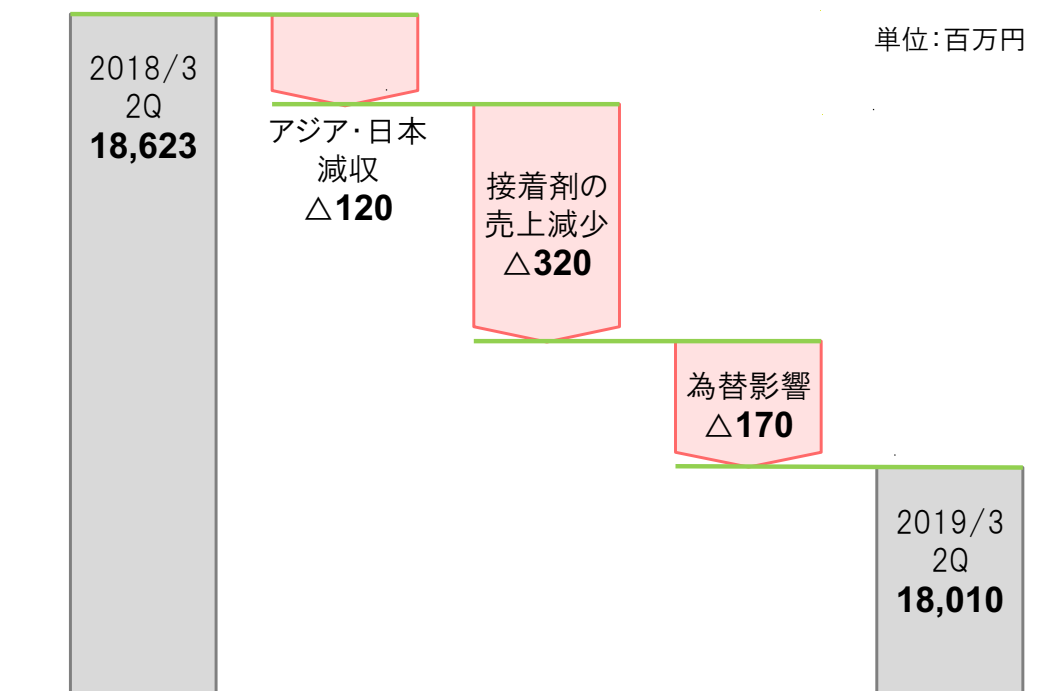 単位：百万円
2018/3
2Q
18,623
アジア・日本
減収
△120
接着剤の
売上減少
△320
為替影響
△170
2019/3
2Q
18,010